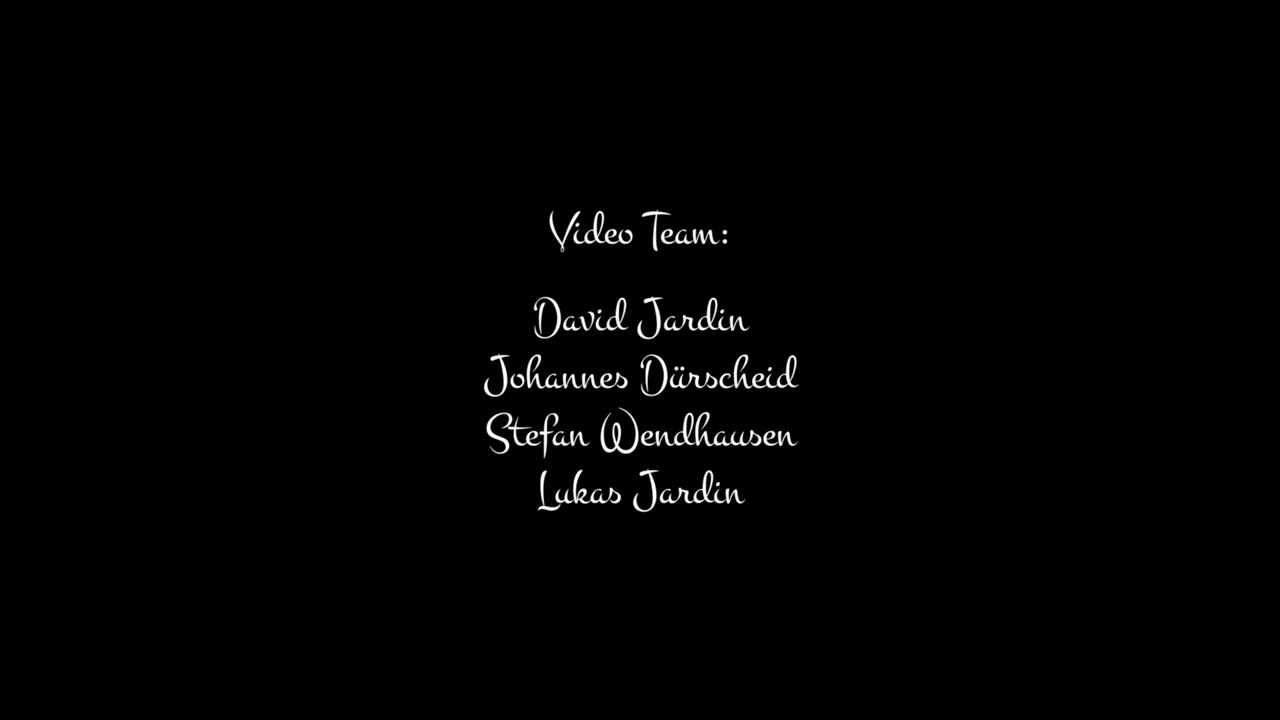 Video Team:
David Jardin
Johannes Dürscheid
Stefan Wendhausen
Lukas Jardin